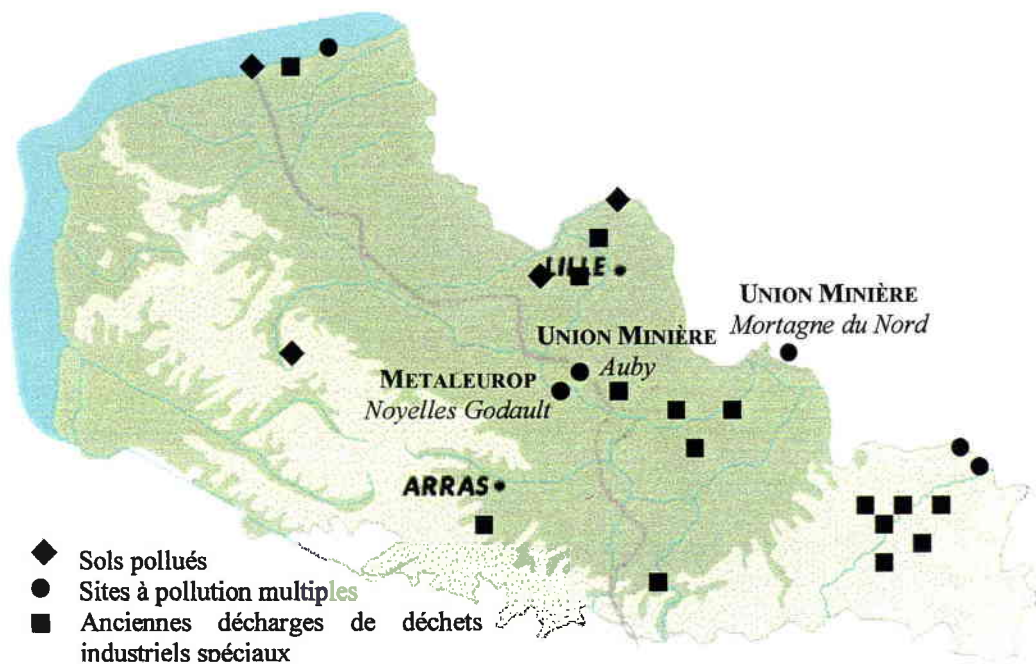 LILLE
UNION MINIÈRE
Mortagne du Nord
UNION MINIÈRE
Auby
METALEUROP
Noyelles Godault
ARRAS
Sols pollués
Sites à pollution multiples
Anciennes décharges de déchets
industriels spéciaux